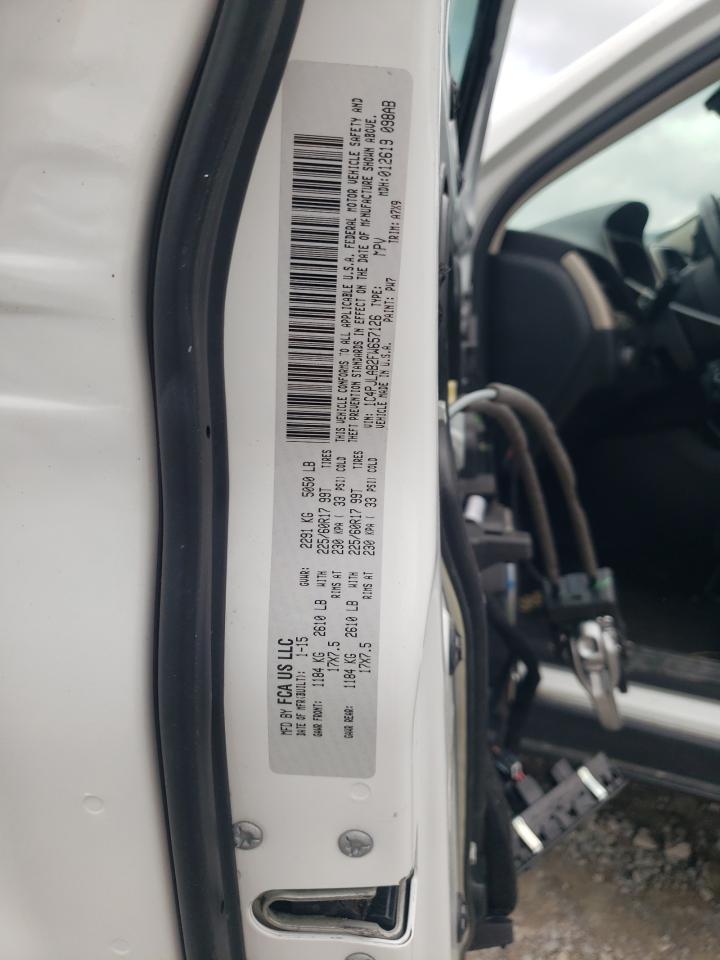 MFD BY FCA US LLC
DATE OF MFR(BUILT): 1-15 GVWR: 2291 KG 5050 LB
GAWR FRONT: 1184 KG 2610 LB WITH 225/60R17 99T TIRES
17X7.5 RIMS AT 230 KPA ( 33 PSI) COLD
GAWR REAR: 1184 KG 2610 LB WITH 225/60R17 99T TIRES
17X7.5 RIMS AT 230 KPA ( 33 PSI) COLD
THIS VEHICLE CONFORMS TO ALL APPLICABLE U.S.A. FEDERAL MOTOR VEHICLE SAFETY AND
THEFT PREVENTION STANDARDS IN EFFECT ON THE DATE OF MANUFACTURE SHOWN ABOVE.
VIN: 1C4PJLAB2FW657126 TYPE: MPV MDH:012619 098AB
VEHICLE MADE IN U.S.A. PAINT: PW7 TRIM: A7X9